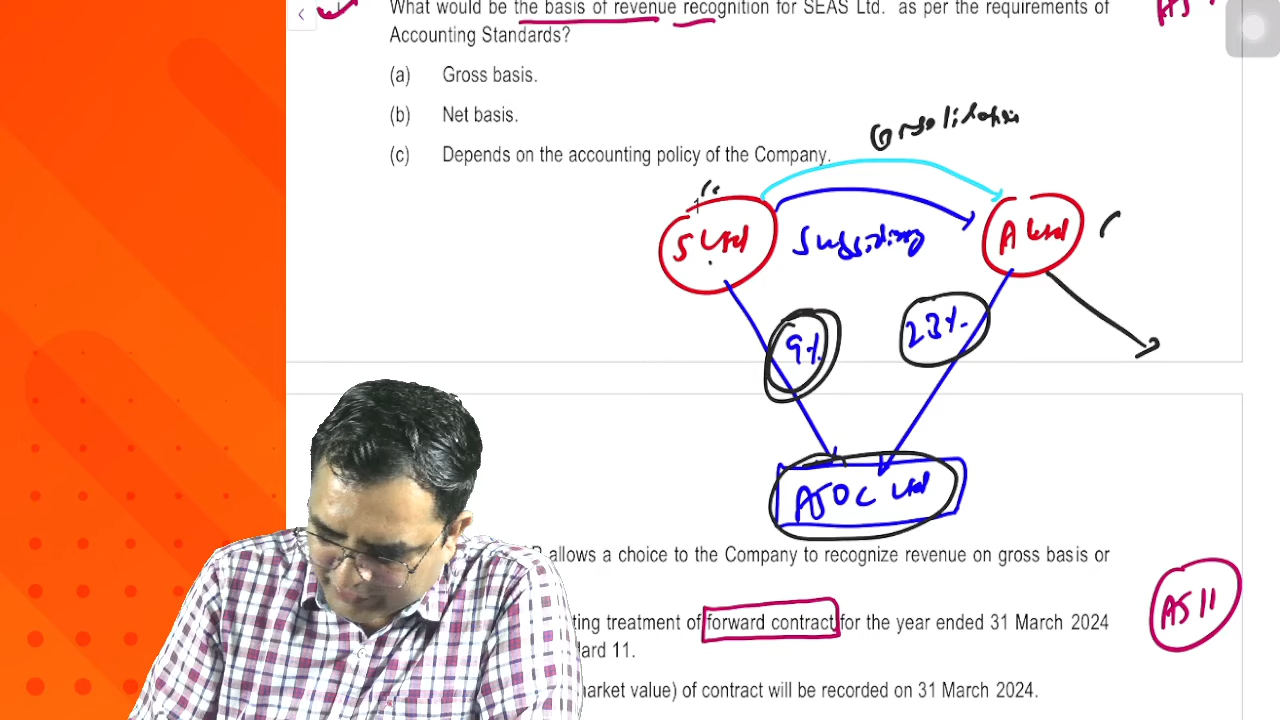 What would be the basis of revenue recognition for SEAS Ltd. as per the requirements of
Accounting Standards?
(a) Gross basis.
(b) Net basis.
(c) Depends on the accounting policy of the Company.
S Ltd
A Ltd
9%
23%
allows a choice to the Company to recognize revenue on gross basis or
ting treatment of forward contract for the year ended 31 March 2024
AS 11
ard 11.
arket value) of contract will be recorded on 31 March 2024.